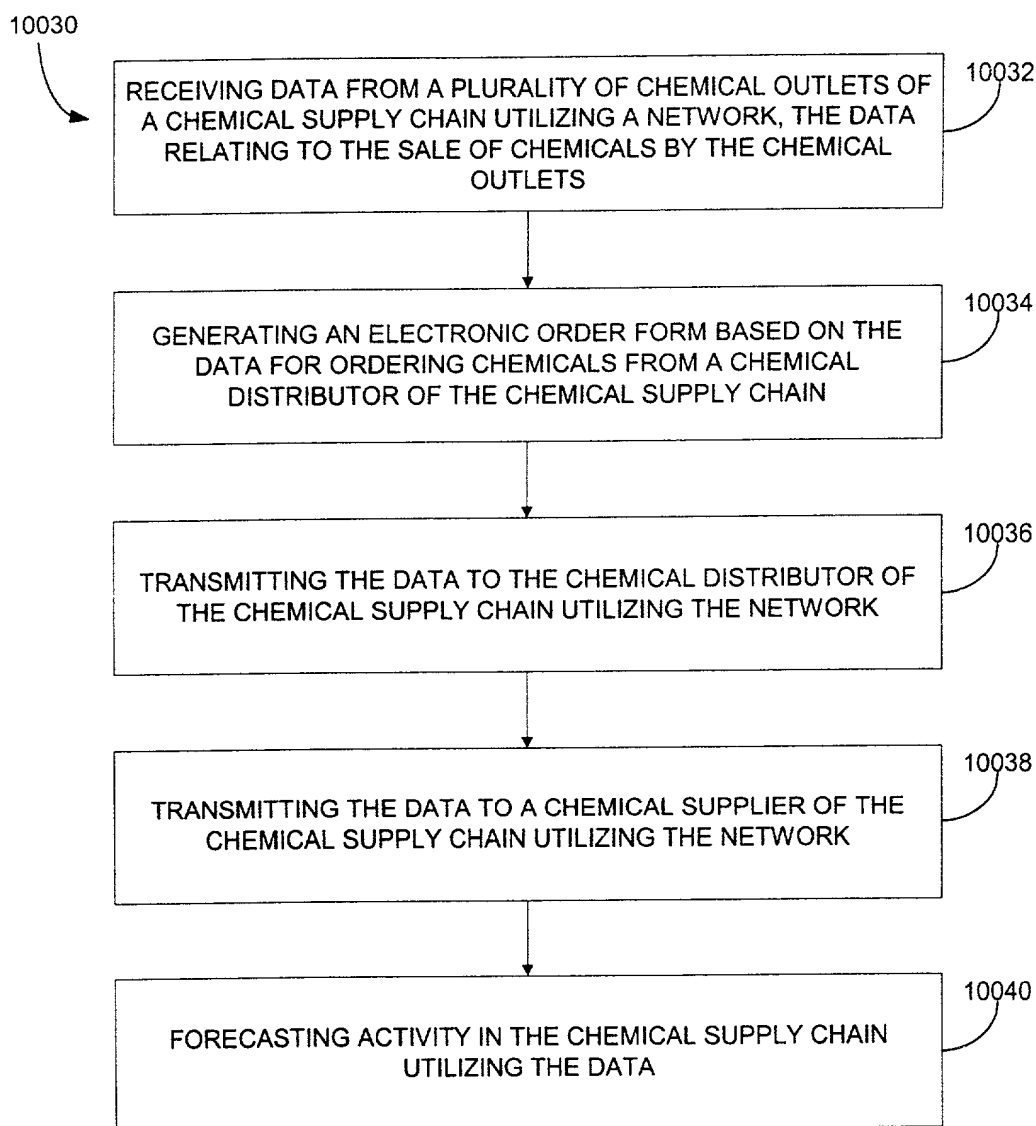 10030
10032
RECEIVING DATA FROM A PLURALITY OF CHEMICAL OUTLETS OF
A CHEMICAL SUPPLY CHAIN UTILIZING A NETWORK, THE DATA
RELATING TO THE SALE OF CHEMICALS BY THE CHEMICAL
OUTLETS
10034
GENERATING AN ELECTRONIC ORDER FORM BASED ON THE
DATA FOR ORDERING CHEMICALS FROM A CHEMICAL
DISTRIBUTOR OF THE CHEMICAL SUPPLY CHAIN
10036
TRANSMITTING THE DATA TO THE CHEMICAL DISTRIBUTOR OF
THE CHEMICAL SUPPLY CHAIN UTILIZING THE NETWORK
10038
TRANSMITTING THE DATA TO A CHEMICAL SUPPLIER OF THE
CHEMICAL SUPPLY CHAIN UTILIZING THE NETWORK
10040
FORECASTING ACTIVITY IN THE CHEMICAL SUPPLY CHAIN
UTILIZING THE DATA